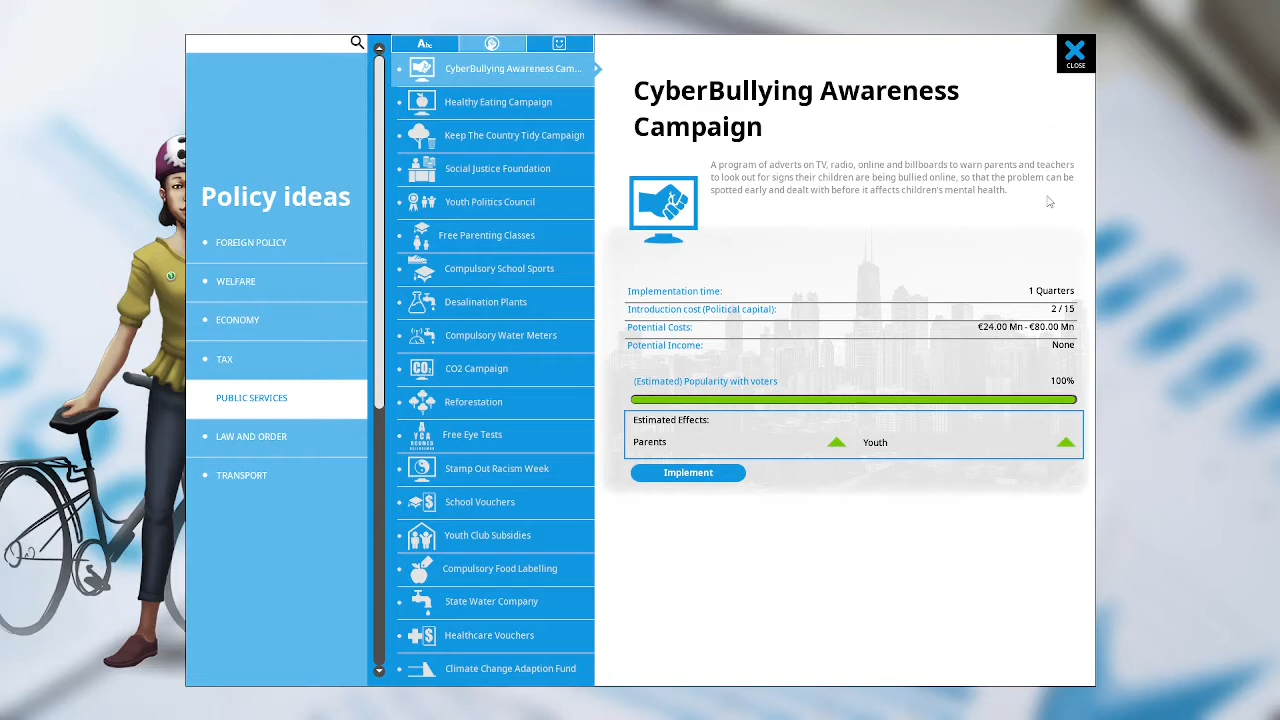 Policy ideas
FOREIGN POLICY
WELFARE
ECONOMY
TAX
PUBLIC SERVICES
LAW AND ORDER
TRANSPORT
Abc
CyberBullying Awareness Cam...
Healthy Eating Campaign
Keep The Country Tidy Campaign
Social Justice Foundation
Youth Politics Council
Free Parenting Classes
Compulsory School Sports
Desalination Plants
Compulsory Water Meters
CO2 Campaign
Reforestation
Free Eye Tests
Stamp Out Racism Week
School Vouchers
Youth Club Subsidies
Compulsory Food Labelling
State Water Company
Healthcare Vouchers
Climate Change Adaption Fund
CLOSE
CyberBullying Awareness
Campaign
A program of adverts on TV, radio, online and billboards to warn parents and teachers
to look out for signs their children are being bullied online, so that the problem can be
spotted early and dealt with before it affects children's mental health.
Implementation time: 1 Quarters
Introduction cost (Political capital): 2 / 15
Potential Costs: €24.00 Mn - €80.00 Mn
Potential Income: None
(Estimated) Popularity with voters 100%
Estimated Effects:
Parents Youth
Implement